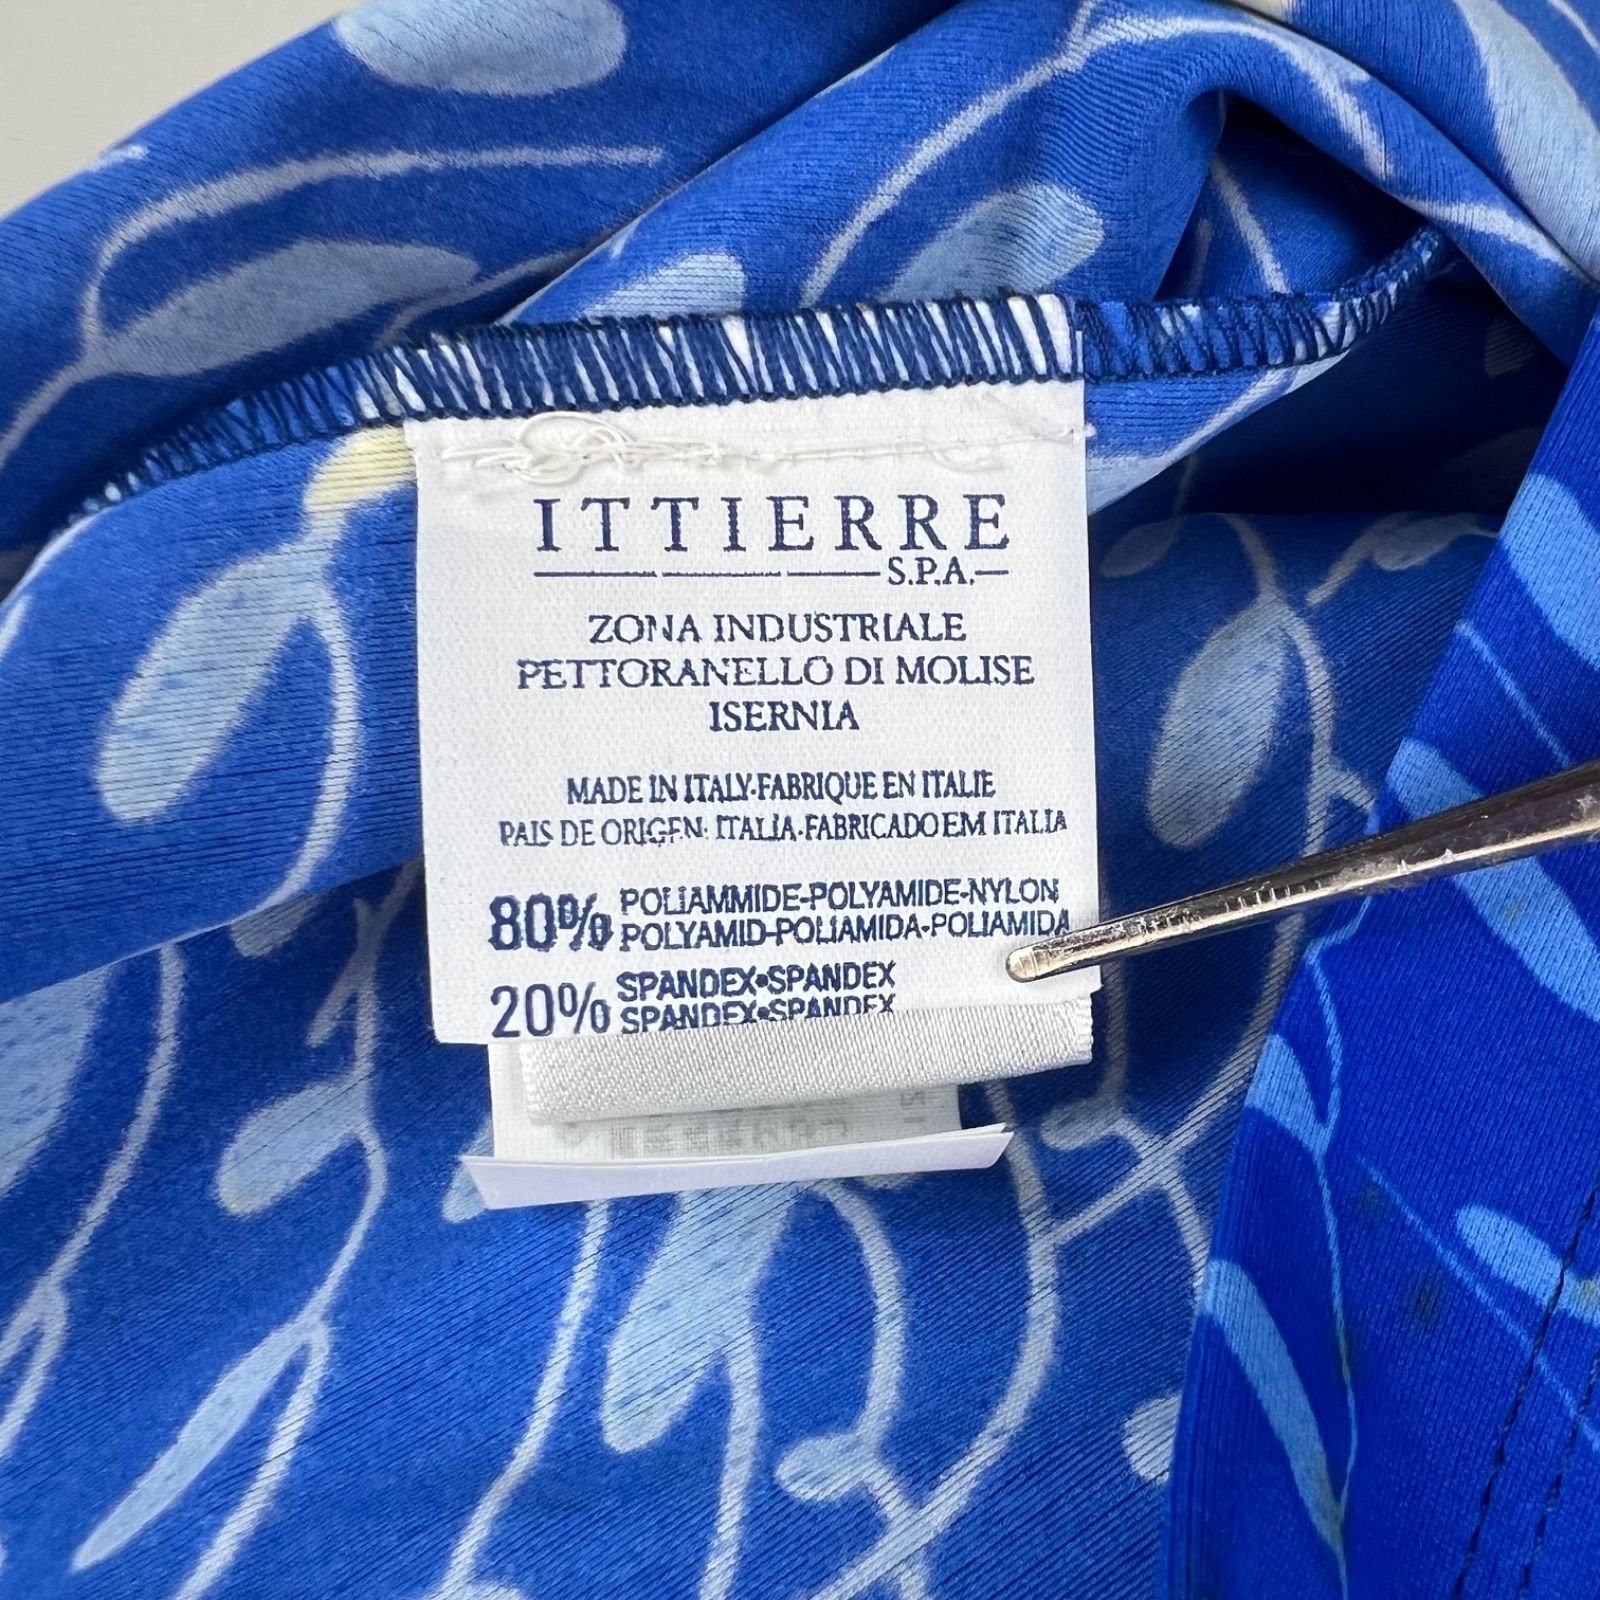 ITTIERRE
S.P.A.
ZONA INDUSTRIALE
PETTORANELLO DI MOLISE
ISERNIA
MADE IN ITALY-FABRIQUE EN ITALIE
PAIS DE ORIGEN: ITALIA-FABRICADO EM ITALIA
80% POLIAMMIDE-POLYAMIDE-NYLON
POLYAMID-POLIAMIDA-POLIAMIDA
20% SPANDEX•SPANDEX
SPANDEX•SPANDEX